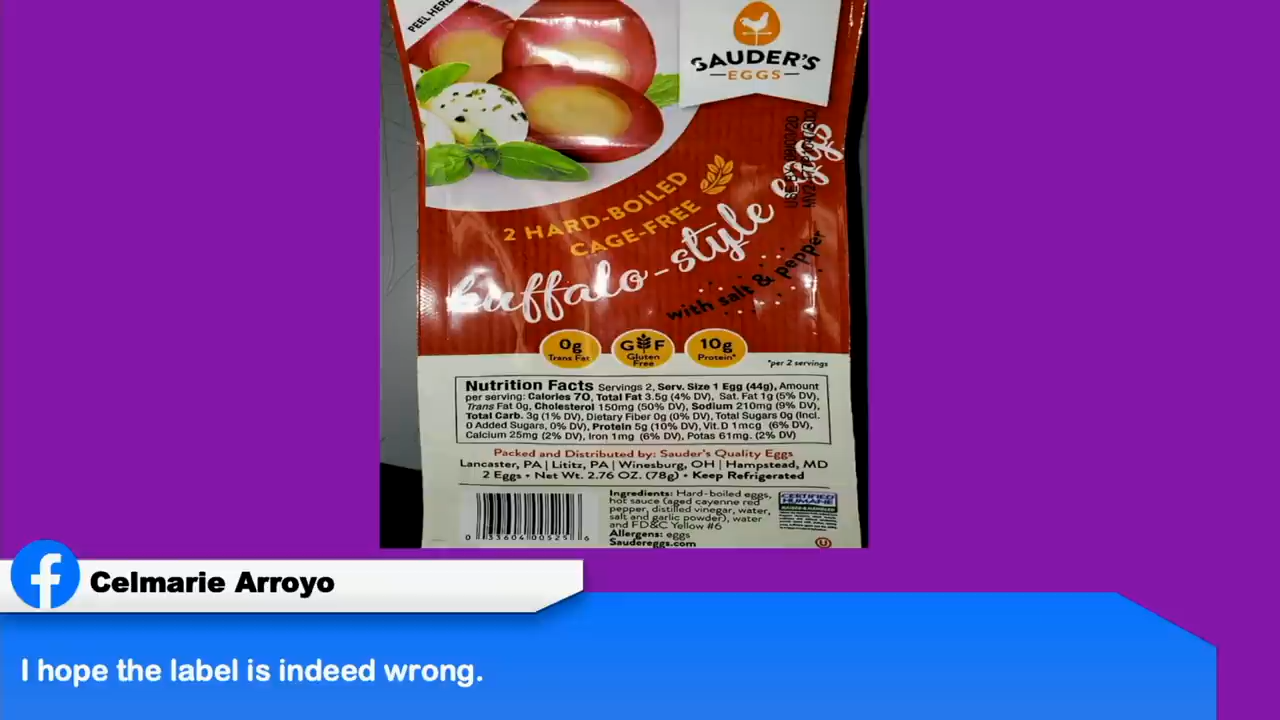 PEEL HERE
SAUDER'S
EGGS
2 HARD-BOILED
CAGE-FREE
buffalo-style eggs
with salt & pepper
0g
Trans Fat
GF
Gluten
Free
10g
Protein*
*per 2 servings
Nutrition Facts Servings 2, Serv. Size 1 Egg (44g), Amount
per serving: Calories 70, Total Fat 3.5g (4% DV), Sat. Fat 1g (5% DV),
Trans Fat 0g, Cholesterol 150mg (50% DV), Sodium 210mg (9% DV),
Total Carb. 3g (1% DV), Dietary Fiber 0g (0% DV), Total Sugars 0g (Incl.
0 Added Sugars, 0% DV), Protein 5g (10% DV), Vit. D 1mcg (6% DV),
Calcium 25mg (2% DV), Iron 1mg (6% DV), Potas 61mg. (2% DV)
Packed and Distributed by: Sauder's Quality Eggs
Lancaster, PA | Lititz, PA | Winesburg, OH | Hampstead, MD
2 Eggs • Net Wt. 2.76 OZ. (78g) • Keep Refrigerated
Ingredients: Hard-boiled eggs,
hot sauce (aged cayenne red
pepper, distilled vinegar, water,
salt and garlic powder), water
and FD&C Yellow #6
Allergens: eggs
Saudereggs.com
CERTIFIED
HUMANE
RAISED & HANDLED
0 33604 00525 6
Celmarie Arroyo
I hope the label is indeed wrong.